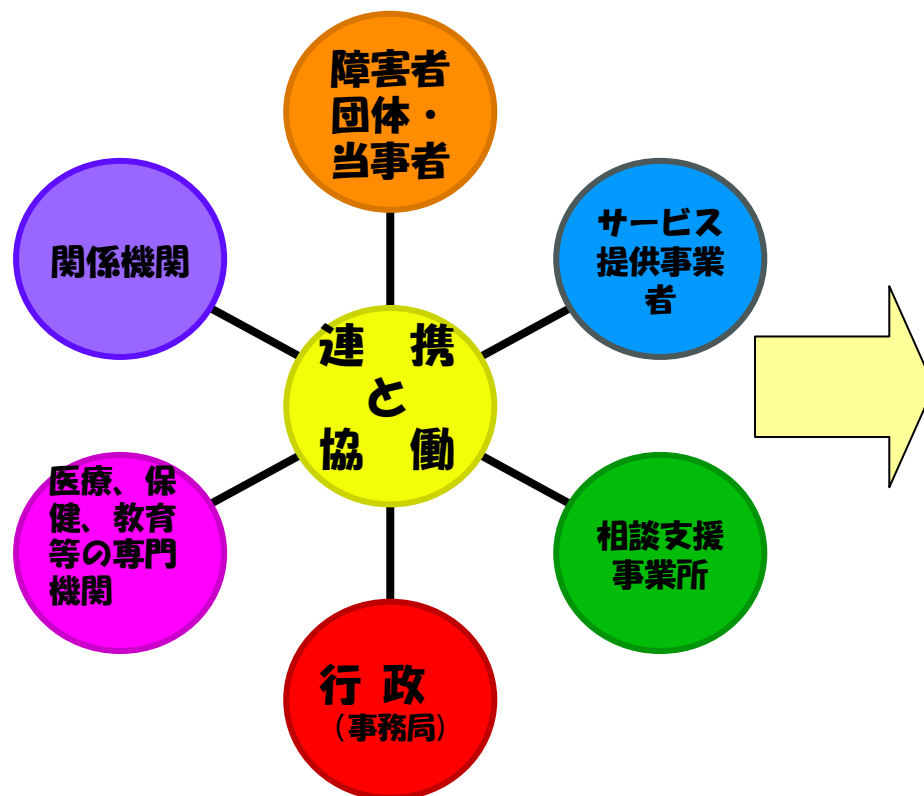 障害者
団体・
当事者
サービス
提供事業
者
関係機関
連　携
と
協　働
医療、保
健、教育
等の専門
機関
相談支援
事業所
行 政
（事務局）